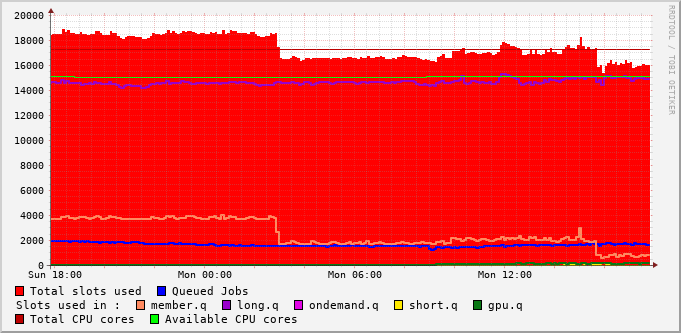 RRDTOOL / TOBI OETIKER
20000
18000
16000
14000
12000
10000
8000
6000
4000
2000
0
Sun 18:00 Mon 00:00 Mon 06:00 Mon 12:00
Total slots used Queued Jobs
Slots used in : member.q long.q ondemand.q short.q gpu.q
Total CPU cores Available CPU cores